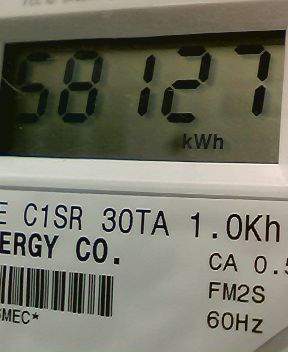 58127
kWh
E C1SR 30TA 1.0Kh
ERGY CO.
CA 0.5
FM2S
60Hz
MEC*